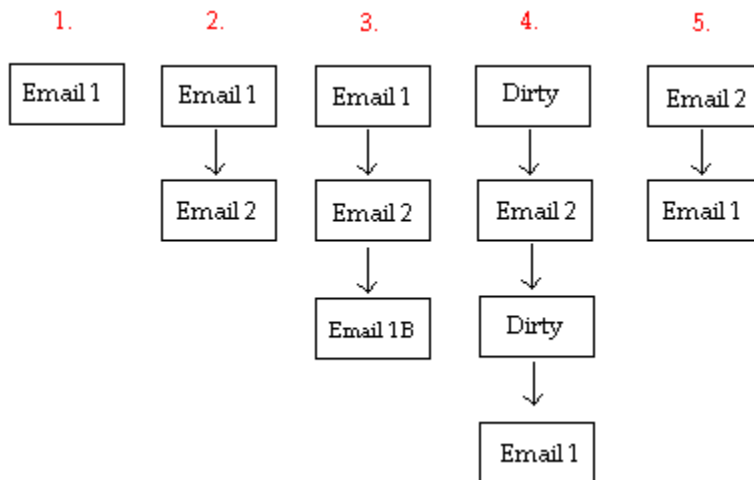 1. 2. 3. 4. 5.
Email 1 Email 1 Email 1 Dirty Email 2
Email 2 Email 2 Email 2 Email 1
Email 1B Dirty
Email 1